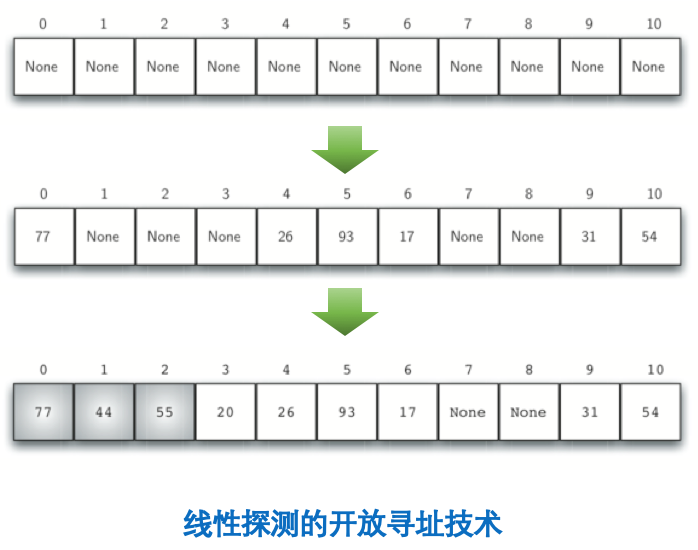 0 1 2 3 4 5 6 7 8 9 10
None None None None None None None None None None None
0 1 2 3 4 5 6 7 8 9 10
77 None None None 26 93 17 None None 31 54
0 1 2 3 4 5 6 7 8 9 10
77 44 55 20 26 93 17 None None 31 54
线性探测的开放寻址技术